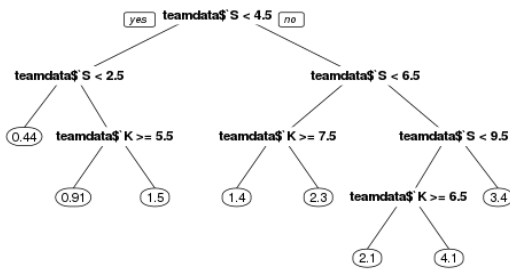 yes teamdata$`S < 4.5 no
teamdata$`S < 2.5 teamdata$`S < 6.5
0.44 teamdata$`K >= 5.5 teamdata$`K >= 7.5 teamdata$`S < 9.5
0.91 1.5 1.4 2.3 teamdata$`K >= 6.5 3.4
2.1 4.1